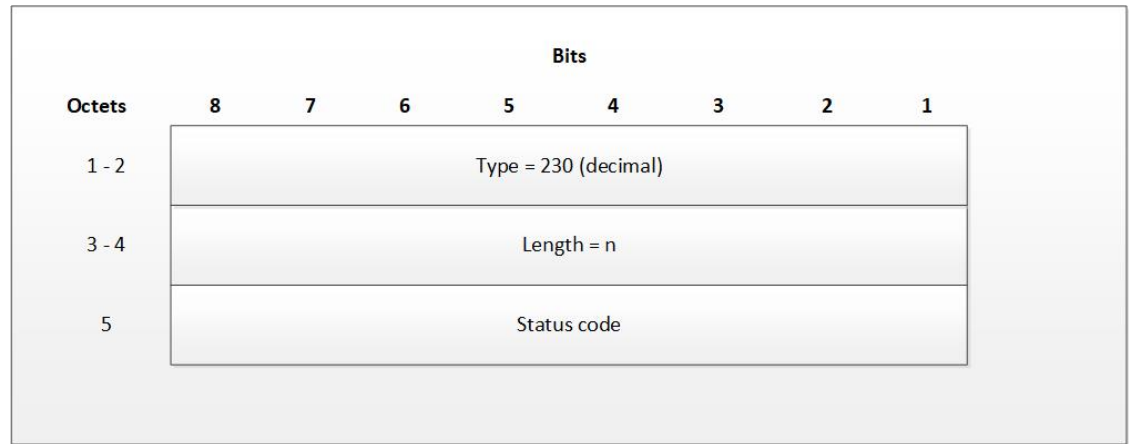 Bits
Octets 8 7 6 5 4 3 2 1
1 - 2 Type = 230 (decimal)
3 - 4 Length = n
5 Status code